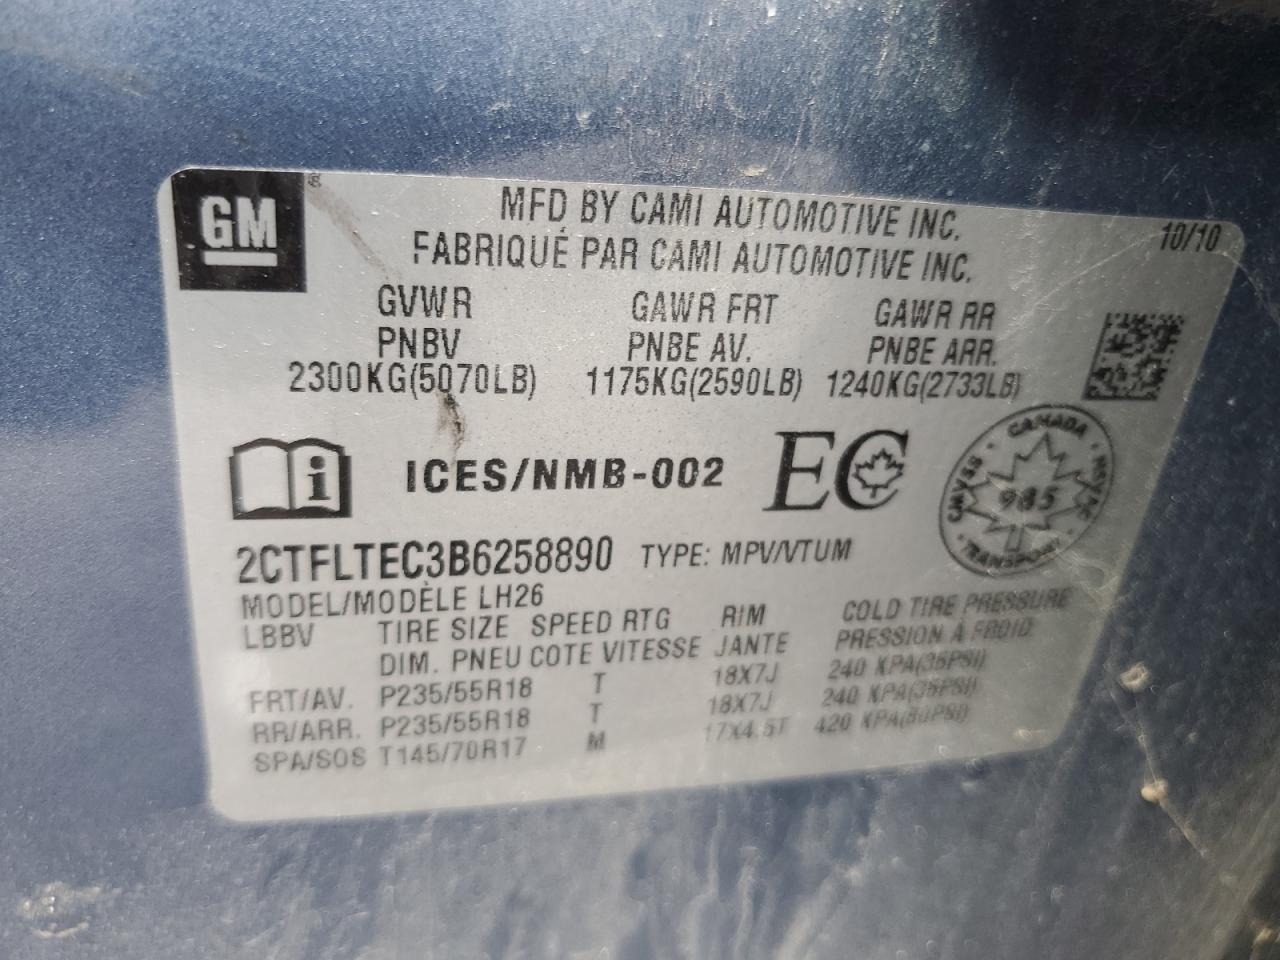 GM
MFD BY CAMI AUTOMOTIVE INC.
FABRIQUÉ PAR CAMI AUTOMOTIVE INC.
10/10
GVWR GAWR FRT GAWR RR
PNBV PNBE AV. PNBE ARR.
2300KG(5070LB) 1175KG(2590LB) 1240KG(2733LB)
i ICES/NMB-002 EC
CANADA
985
TRANSPORT
2CTFLTEC3B6258890 TYPE: MPV/VTUM
MODEL/MODÈLE LH26
LBBV TIRE SIZE SPEED RTG RIM COLD TIRE PRESSURE
DIM. PNEU COTE VITESSE JANTE PRESSION À FROID
FRT/AV. P235/55R18 T 18X7J 240 KPA(35PSI)
RR/ARR. P235/55R18 T 18X7J 240 KPA(35PSI)
SPA/SOS T145/70R17 M 17X4.5T 420 KPA(60PSI)